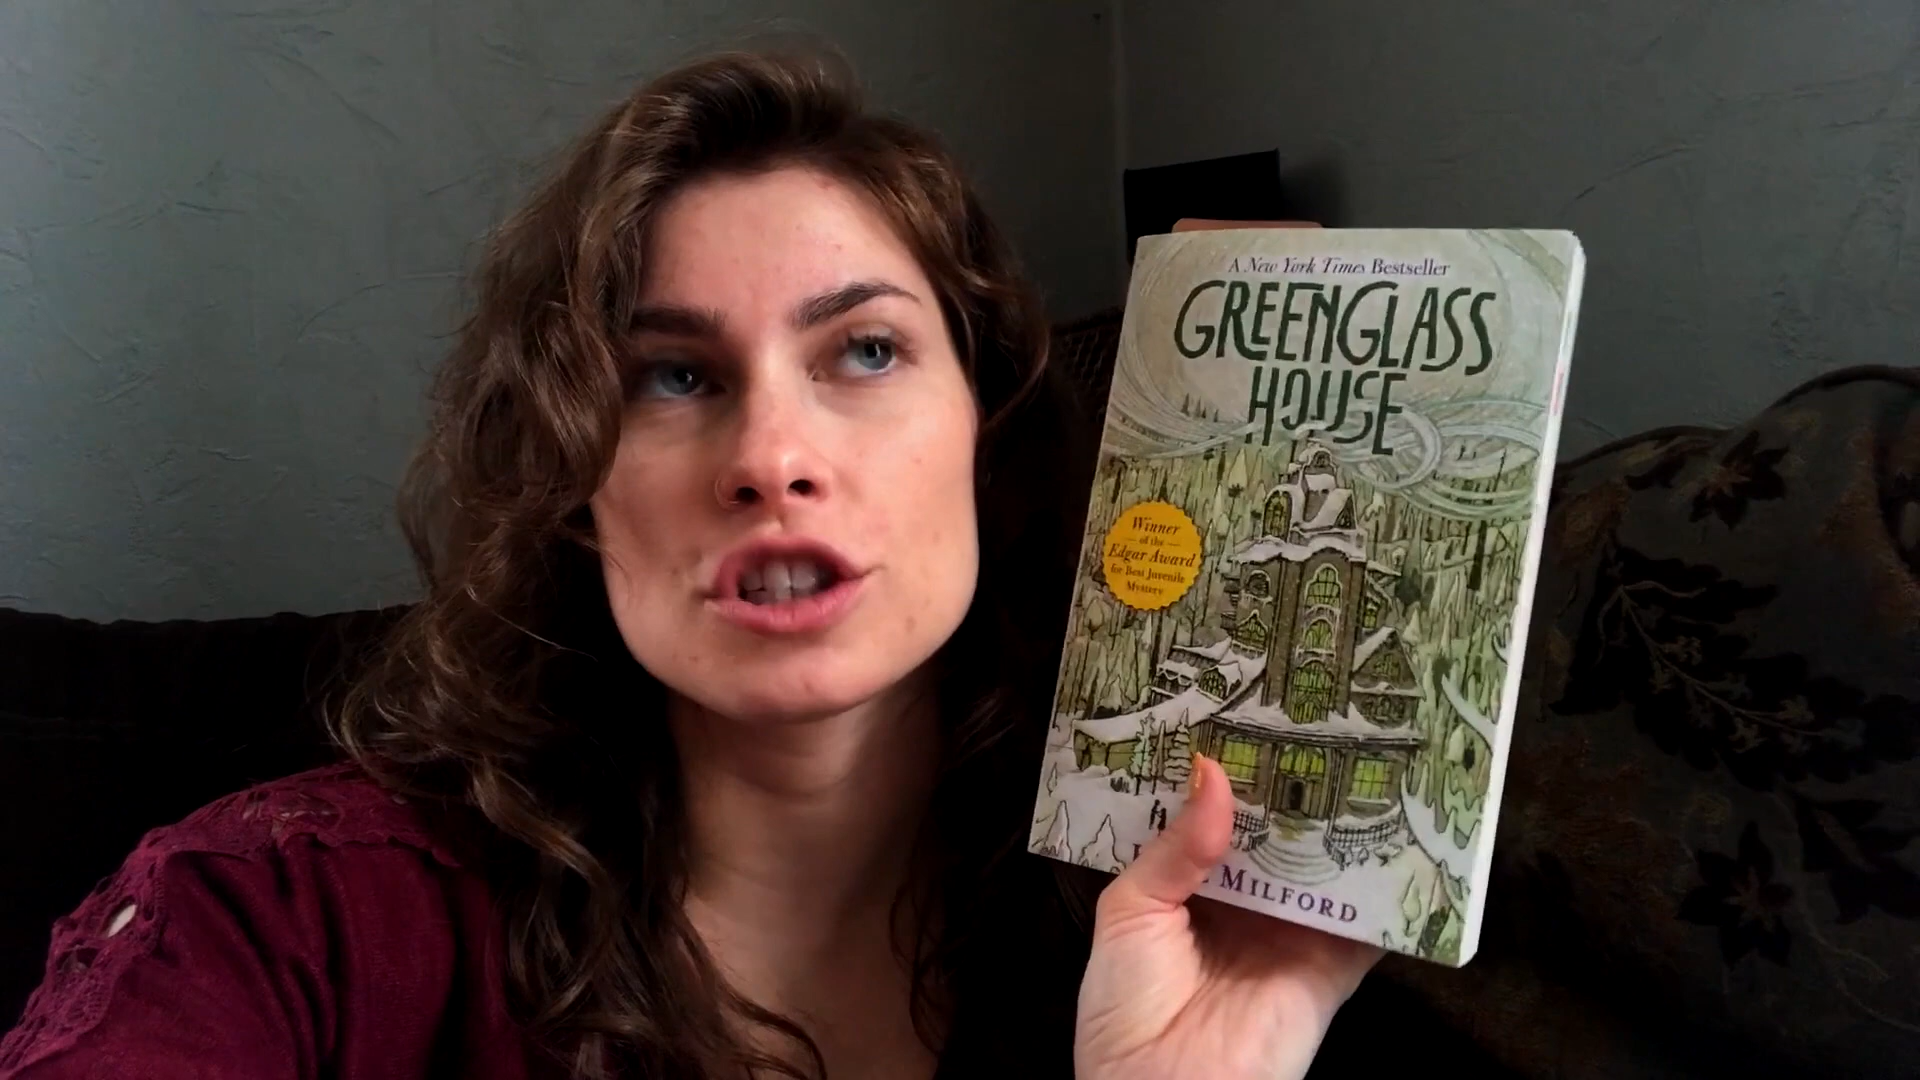 A New York Times Bestseller
GREENGLASS
HOUSE
Winner
of the
Edgar Award
for Best Juvenile
Mystery
MILFORD